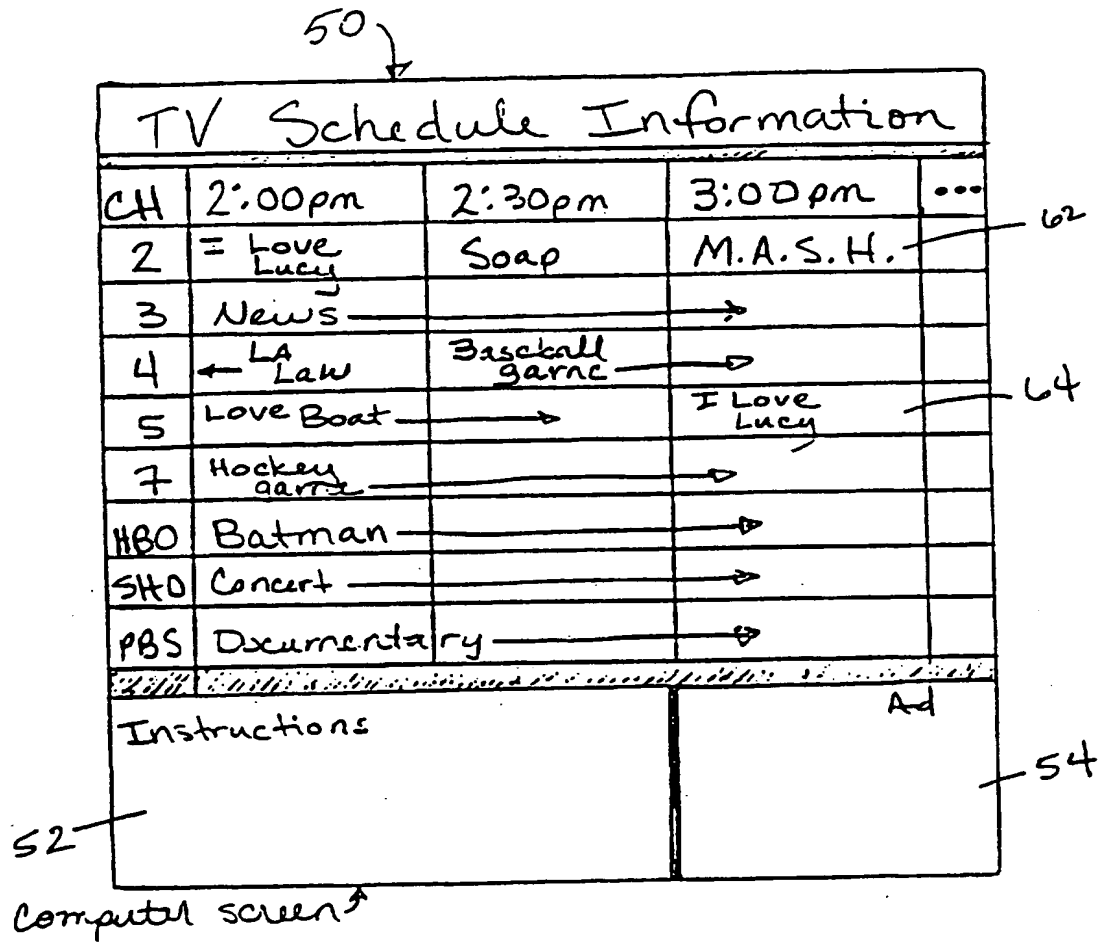 50
TV Schedule Information
CH 2:00pm 2:30pm 3:00pm •••
62
2 I Love Lucy Soap M.A.S.H.
3 News
4 LA Law Baseball game
64
5 Love Boat I Love Lucy
7 Hockey game
HBO Batman
SHO Concert
PBS Documentary
Instructions Ad
54
52
Computer screen